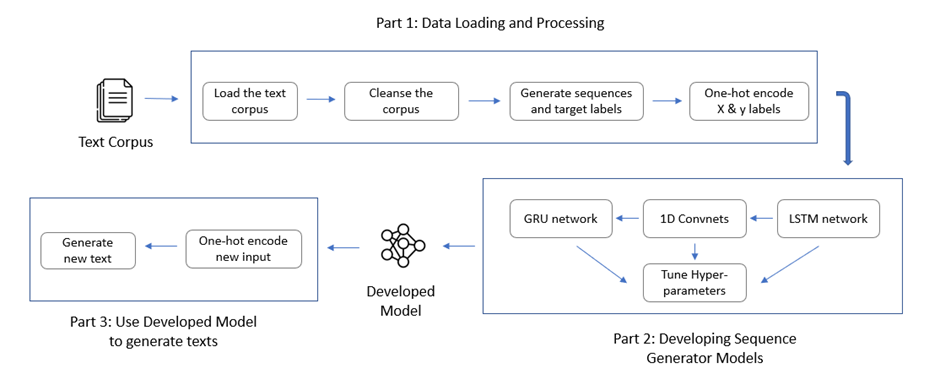 Part 1: Data Loading and Processing
Text Corpus
Load the text
corpus
Cleanse the
corpus
Generate sequences
and target labels
One-hot encode
X & y labels
LSTM network
1D Convnets
GRU network
Tune Hyper-
parameters
Part 2: Developing Sequence
Generator Models
Developed
Model
One-hot encode
new input
Generate
new text
Part 3: Use Developed Model
to generate texts